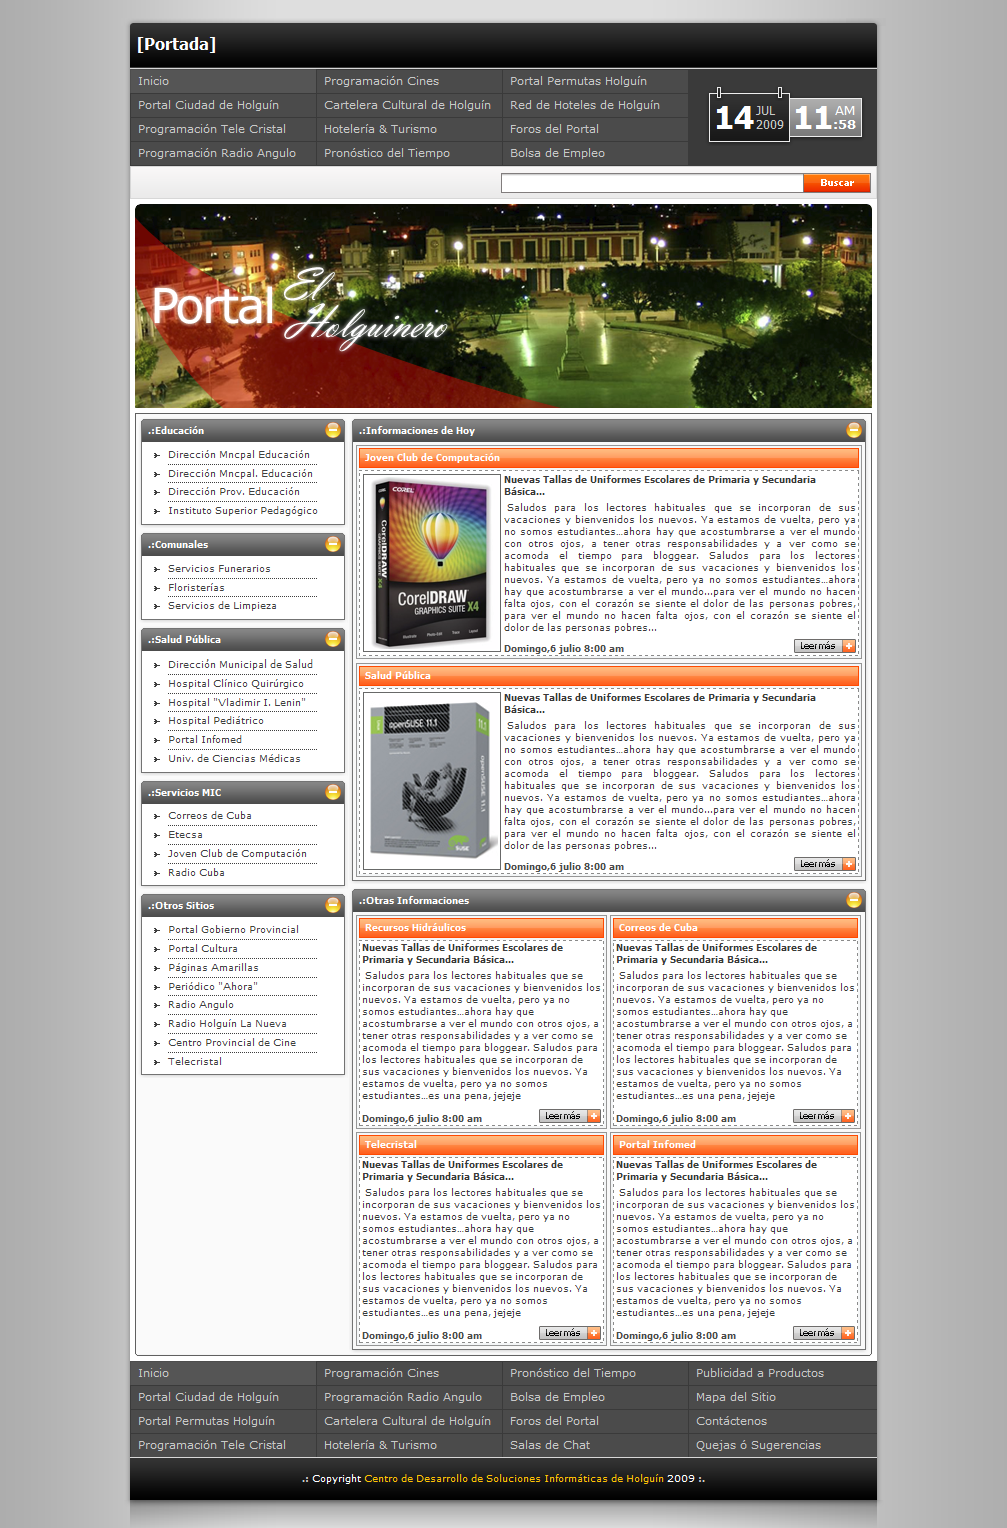 [Portada]
Inicio
Programación Cines
Portal Permutas Holguín
Portal Ciudad de Holguín
Cartelera Cultural de Holguín
Red de Hoteles de Holguín
Programación Tele Cristal
Hotelería & Turismo
Foros del Portal
Programación Radio Angulo
Pronóstico del Tiempo
Bolsa de Empleo
14 JUL 2009
11:58 AM
Buscar
Portal El Holguinero
.:Educación
Dirección Mncpal Educación
Dirección Mncpal. Educación
Dirección Prov. Educación
Instituto Superior Pedagógico
.:Comunales
Servicios Funerarios
Floristerías
Servicios de Limpieza
.:Salud Pública
Dirección Municipal de Salud
Hospital Clínico Quirúrgico
Hospital "Vladimir I. Lenin"
Hospital Pediátrico
Portal Infomed
Univ. de Ciencias Médicas
.:Servicios MIC
Correos de Cuba
Etecsa
Joven Club de Computación
Radio Cuba
.:Otros Sitios
Portal Gobierno Provincial
Portal Cultura
Páginas Amarillas
Periódico "Ahora"
Radio Angulo
Radio Holguín La Nueva
Centro Provincial de Cine
Telecristal
.:Informaciones de Hoy
Joven Club de Computación
COREL
CorelDRAW
CorelDRAW
GRAPHICS SUITE X4
Nuevas Tallas de Uniformes Escolares de Primaria y Secundaria
Básica...
Saludos para los lectores habituales que se incorporan de sus
vacaciones y bienvenidos los nuevos. Ya estamos de vuelta, pero ya
no somos estudiantes...ahora hay que acostumbrarse a ver el mundo
con otros ojos, a tener otras responsabilidades y a ver como se
acomoda el tiempo para bloggear. Saludos para los lectores
habituales que se incorporan de sus vacaciones y bienvenidos los
nuevos. Ya estamos de vuelta, pero ya no somos estudiantes...ahora
hay que acostumbrarse a ver el mundo...para ver el mundo no hacen
falta ojos, con el corazón se siente el dolor de las personas pobres,
para ver el mundo no hacen falta ojos, con el corazón se siente el
dolor de las personas pobres...
Domingo,6 julio 8:00 am
Leer más
Salud Pública
openSUSE 11.1
openSUSE 11.1
SUSE
Nuevas Tallas de Uniformes Escolares de Primaria y Secundaria
Básica...
Saludos para los lectores habituales que se incorporan de sus
vacaciones y bienvenidos los nuevos. Ya estamos de vuelta, pero ya
no somos estudiantes...ahora hay que acostumbrarse a ver el mundo
con otros ojos, a tener otras responsabilidades y a ver como se
acomoda el tiempo para bloggear. Saludos para los lectores
habituales que se incorporan de sus vacaciones y bienvenidos los
nuevos. Ya estamos de vuelta, pero ya no somos estudiantes...ahora
hay que acostumbrarse a ver el mundo...para ver el mundo no hacen
falta ojos, con el corazón se siente el dolor de las personas pobres,
para ver el mundo no hacen falta ojos, con el corazón se siente el
dolor de las personas pobres...
Domingo,6 julio 8:00 am
Leer más
.:Otras Informaciones
Recursos Hidráulicos
Nuevas Tallas de Uniformes Escolares de
Primaria y Secundaria Básica...
Saludos para los lectores habituales que se
incorporan de sus vacaciones y bienvenidos los
nuevos. Ya estamos de vuelta, pero ya no
somos estudiantes...ahora hay que
acostumbrarse a ver el mundo con otros ojos, a
tener otras responsabilidades y a ver como se
acomoda el tiempo para bloggear. Saludos para
los lectores habituales que se incorporan de
sus vacaciones y bienvenidos los nuevos. Ya
estamos de vuelta, pero ya no somos
estudiantes...es una pena, jejeje
Domingo,6 julio 8:00 am
Leer más
Correos de Cuba
Nuevas Tallas de Uniformes Escolares de
Primaria y Secundaria Básica...
Saludos para los lectores habituales que se
incorporan de sus vacaciones y bienvenidos los
nuevos. Ya estamos de vuelta, pero ya no
somos estudiantes...ahora hay que
acostumbrarse a ver el mundo con otros ojos, a
tener otras responsabilidades y a ver como se
acomoda el tiempo para bloggear. Saludos para
los lectores habituales que se incorporan de
sus vacaciones y bienvenidos los nuevos. Ya
estamos de vuelta, pero ya no somos
estudiantes...es una pena, jejeje
Domingo,6 julio 8:00 am
Leer más
Telecristal
Nuevas Tallas de Uniformes Escolares de
Primaria y Secundaria Básica...
Saludos para los lectores habituales que se
incorporan de sus vacaciones y bienvenidos los
nuevos. Ya estamos de vuelta, pero ya no
somos estudiantes...ahora hay que
acostumbrarse a ver el mundo con otros ojos, a
tener otras responsabilidades y a ver como se
acomoda el tiempo para bloggear. Saludos para
los lectores habituales que se incorporan de
sus vacaciones y bienvenidos los nuevos. Ya
estamos de vuelta, pero ya no somos
estudiantes...es una pena, jejeje
Domingo,6 julio 8:00 am
Leer más
Portal Infomed
Nuevas Tallas de Uniformes Escolares de
Primaria y Secundaria Básica...
Saludos para los lectores habituales que se
incorporan de sus vacaciones y bienvenidos los
nuevos. Ya estamos de vuelta, pero ya no
somos estudiantes...ahora hay que
acostumbrarse a ver el mundo con otros ojos, a
tener otras responsabilidades y a ver como se
acomoda el tiempo para bloggear. Saludos para
los lectores habituales que se incorporan de
sus vacaciones y bienvenidos los nuevos. Ya
estamos de vuelta, pero ya no somos
estudiantes...es una pena, jejeje
Domingo,6 julio 8:00 am
Leer más
Inicio
Programación Cines
Pronóstico del Tiempo
Publicidad a Productos
Portal Ciudad de Holguín
Programación Radio Angulo
Bolsa de Empleo
Mapa del Sitio
Portal Permutas Holguín
Cartelera Cultural de Holguín
Foros del Portal
Contáctenos
Programación Tele Cristal
Hotelería & Turismo
Salas de Chat
Quejas ó Sugerencias
.: Copyright Centro de Desarrollo de Soluciones Informáticas de Holguín 2009 :.